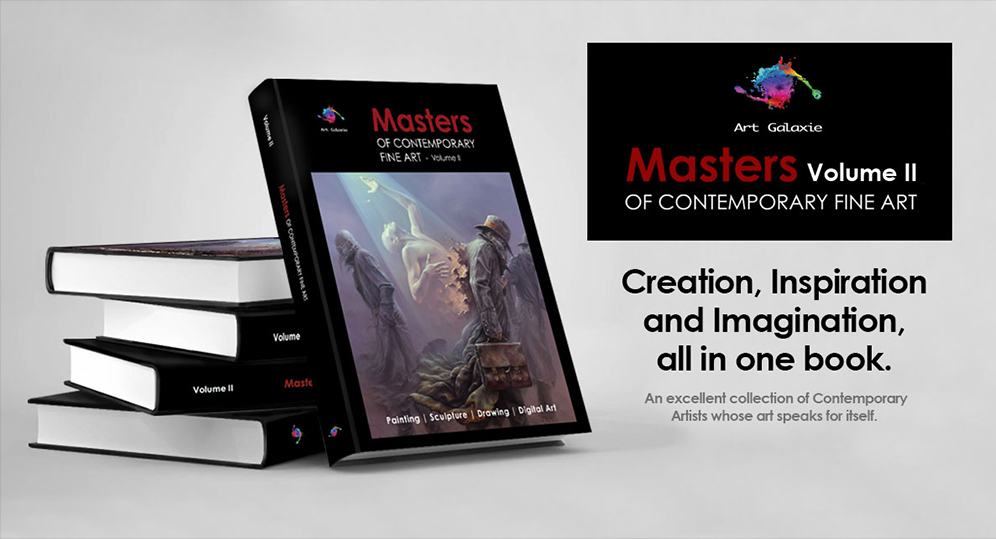 Art Galaxie
Masters
OF CONTEMPORARY
FINE ART - Volume II
Painting | Sculpture | Drawing | Digital Art
Volume II
Masters OF CONTEMPORARY FINE ART
Volume
Volume II
Maste
Art Galaxie
Masters Volume II
OF CONTEMPORARY FINE ART
Creation, Inspiration
and Imagination,
all in one book.
An excellent collection of Contemporary
Artists whose art speaks for itself.